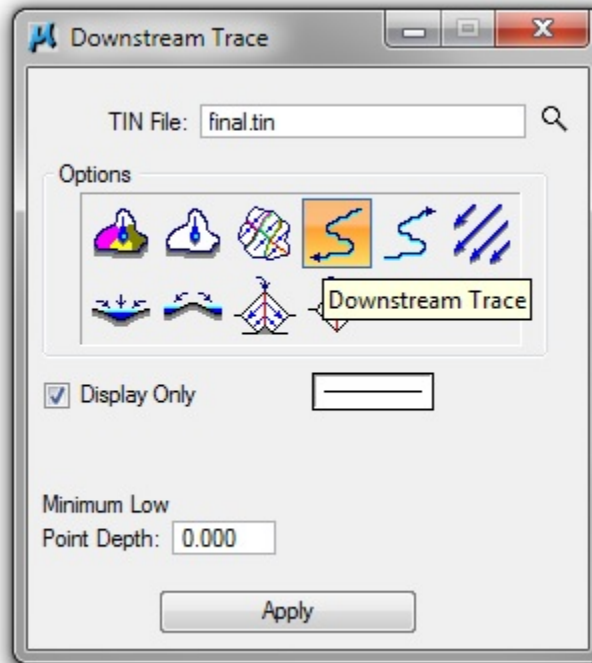 Downstream Trace
TIN File: final.tin
Options
Downstream Trace
Display Only
Minimum Low
Point Depth: 0.000
Apply